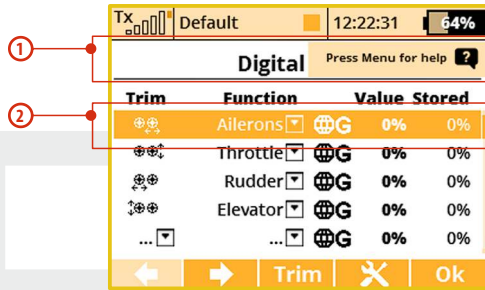 Tx Default 12:22:31 64%
1
Digital Press Menu for help ?
2
Trim Function Value Stored
Ailerons G 0% 0%
Throttle G 0% 0%
Rudder G 0% 0%
Elevator G 0% 0%
... ... G 0% 0%
Trim Ok